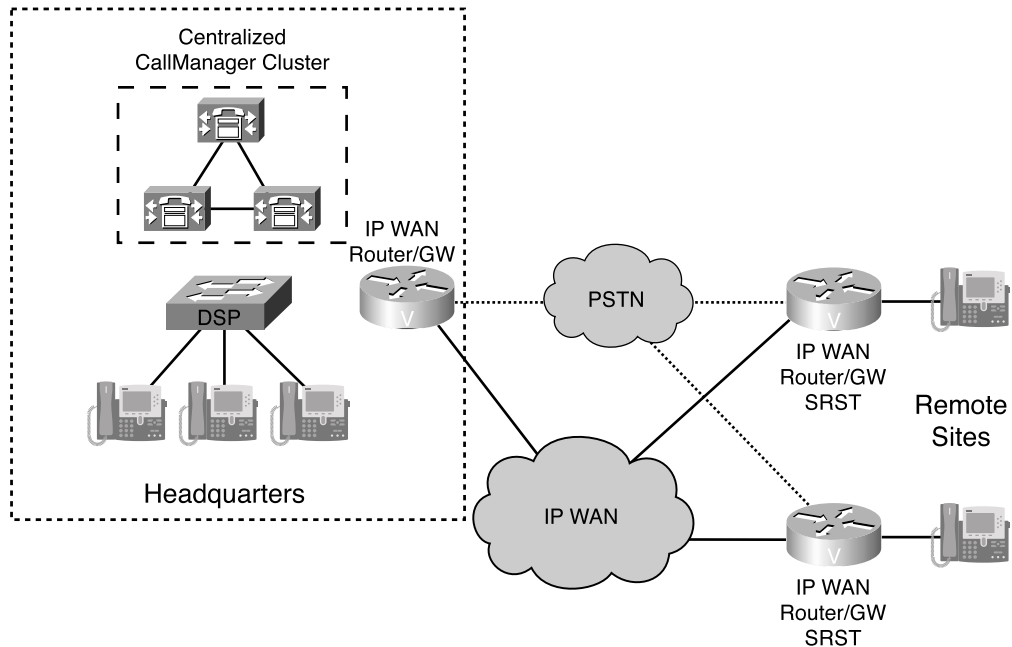 Centralized
CallManager Cluster
IP WAN
Router/GW
DSP
V
Headquarters
PSTN
IP WAN
V
IP WAN
Router/GW
SRST
Remote
Sites
V
IP WAN
Router/GW
SRST